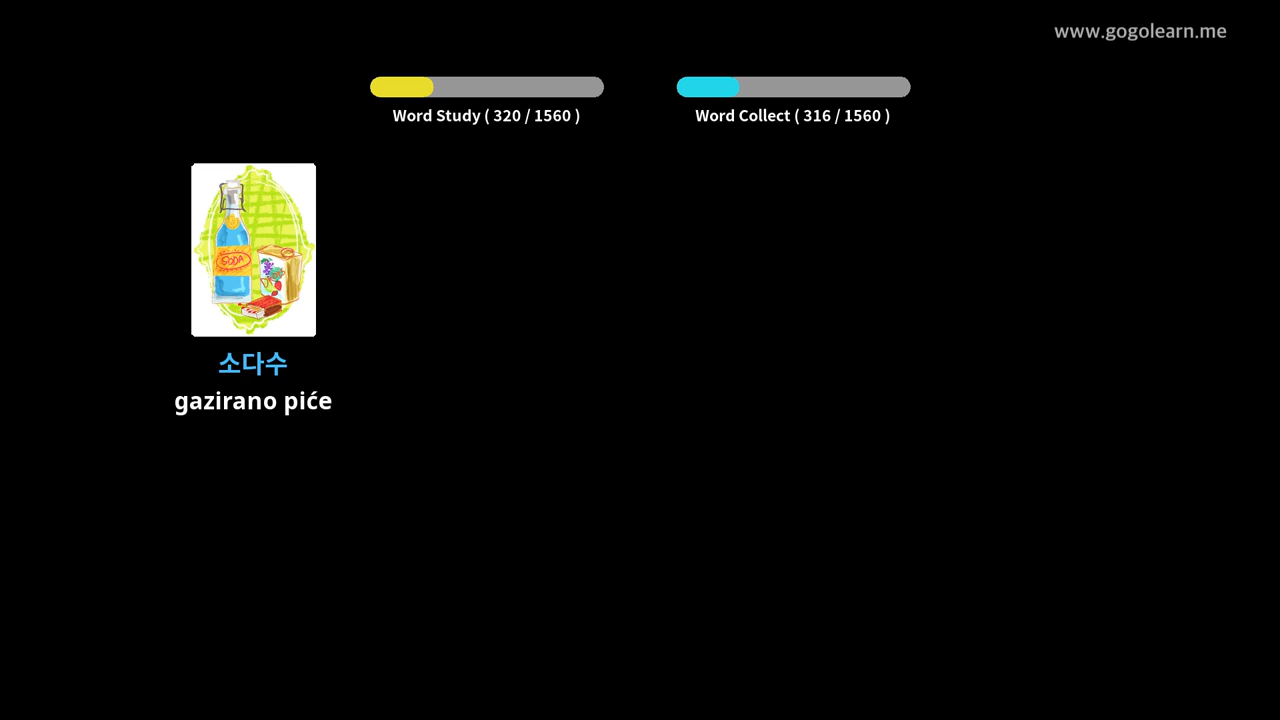 www.gogolearn.me
Word Study ( 320 / 1560 )
Word Collect ( 316 / 1560 )
SODA
소다수
gazirano piće